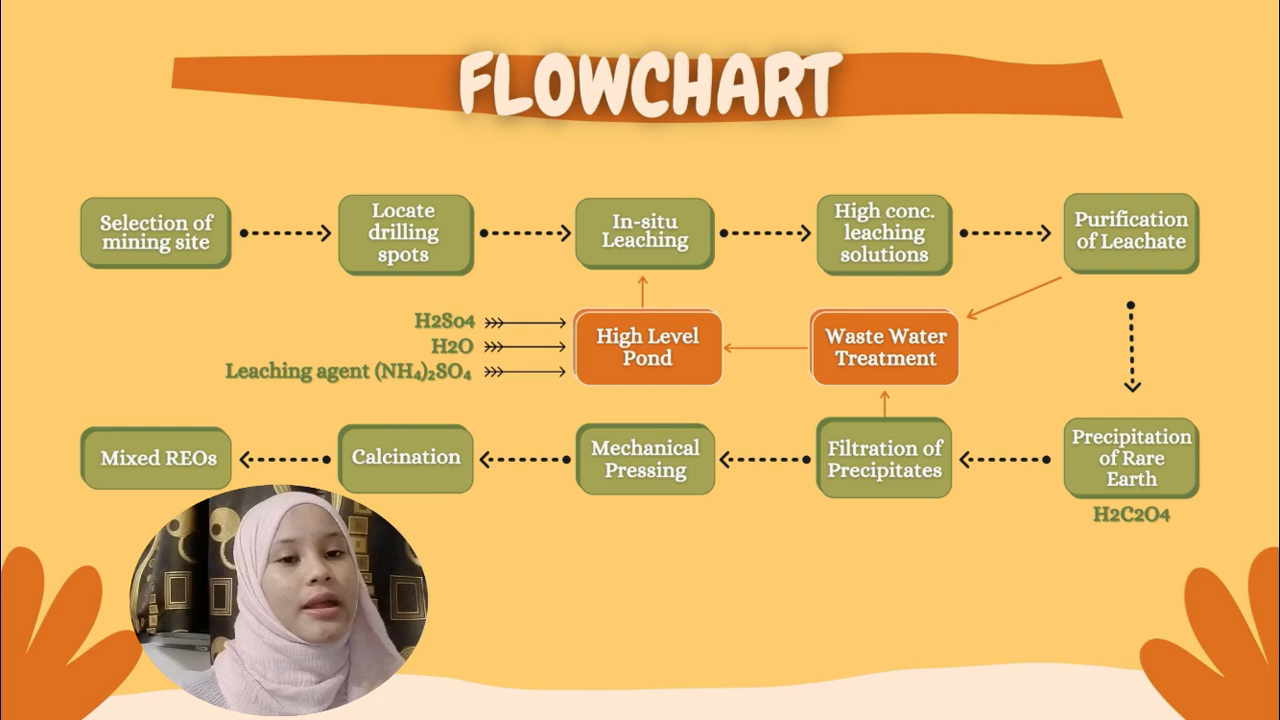 FLOWCHART
Selection of
mining site
Locate
drilling
spots
In-situ
Leaching
High conc.
leaching
solutions
Purification
of Leachate
H2So4
H2O
Leaching agent (NH₄)₂SO₄
High Level
Pond
Waste Water
Treatment
Mixed REOs
Calcination
Mechanical
Pressing
Filtration of
Precipitates
Precipitation
of Rare
Earth
H2C2O4